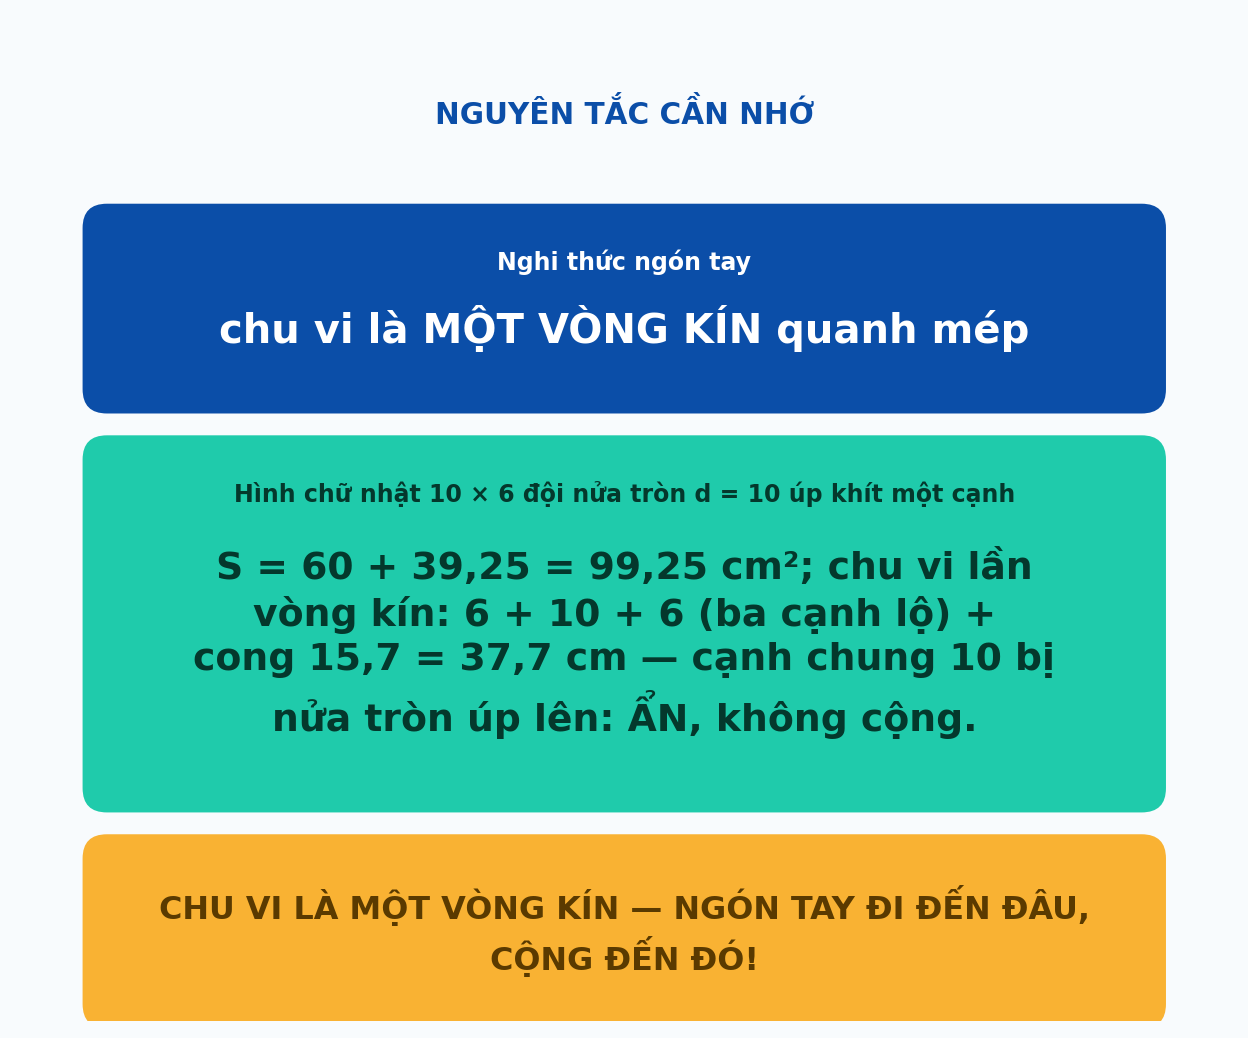 NGUYÊN TẮC CẦN NHỚ
Nghi thức ngón tay
chu vi là MỘT VÒNG KÍN quanh mép
Hình chữ nhật 10 × 6 đội nửa tròn d = 10 úp khít một cạnh
S = 60 + 39,25 = 99,25 cm²; chu vi lần
vòng kín: 6 + 10 + 6 (ba cạnh lộ) +
cong 15,7 = 37,7 cm — cạnh chung 10 bị
nửa tròn úp lên: ẨN, không cộng.
CHU VI LÀ MỘT VÒNG KÍN — NGÓN TAY ĐI ĐẾN ĐÂU,
CỘNG ĐẾN ĐÓ!